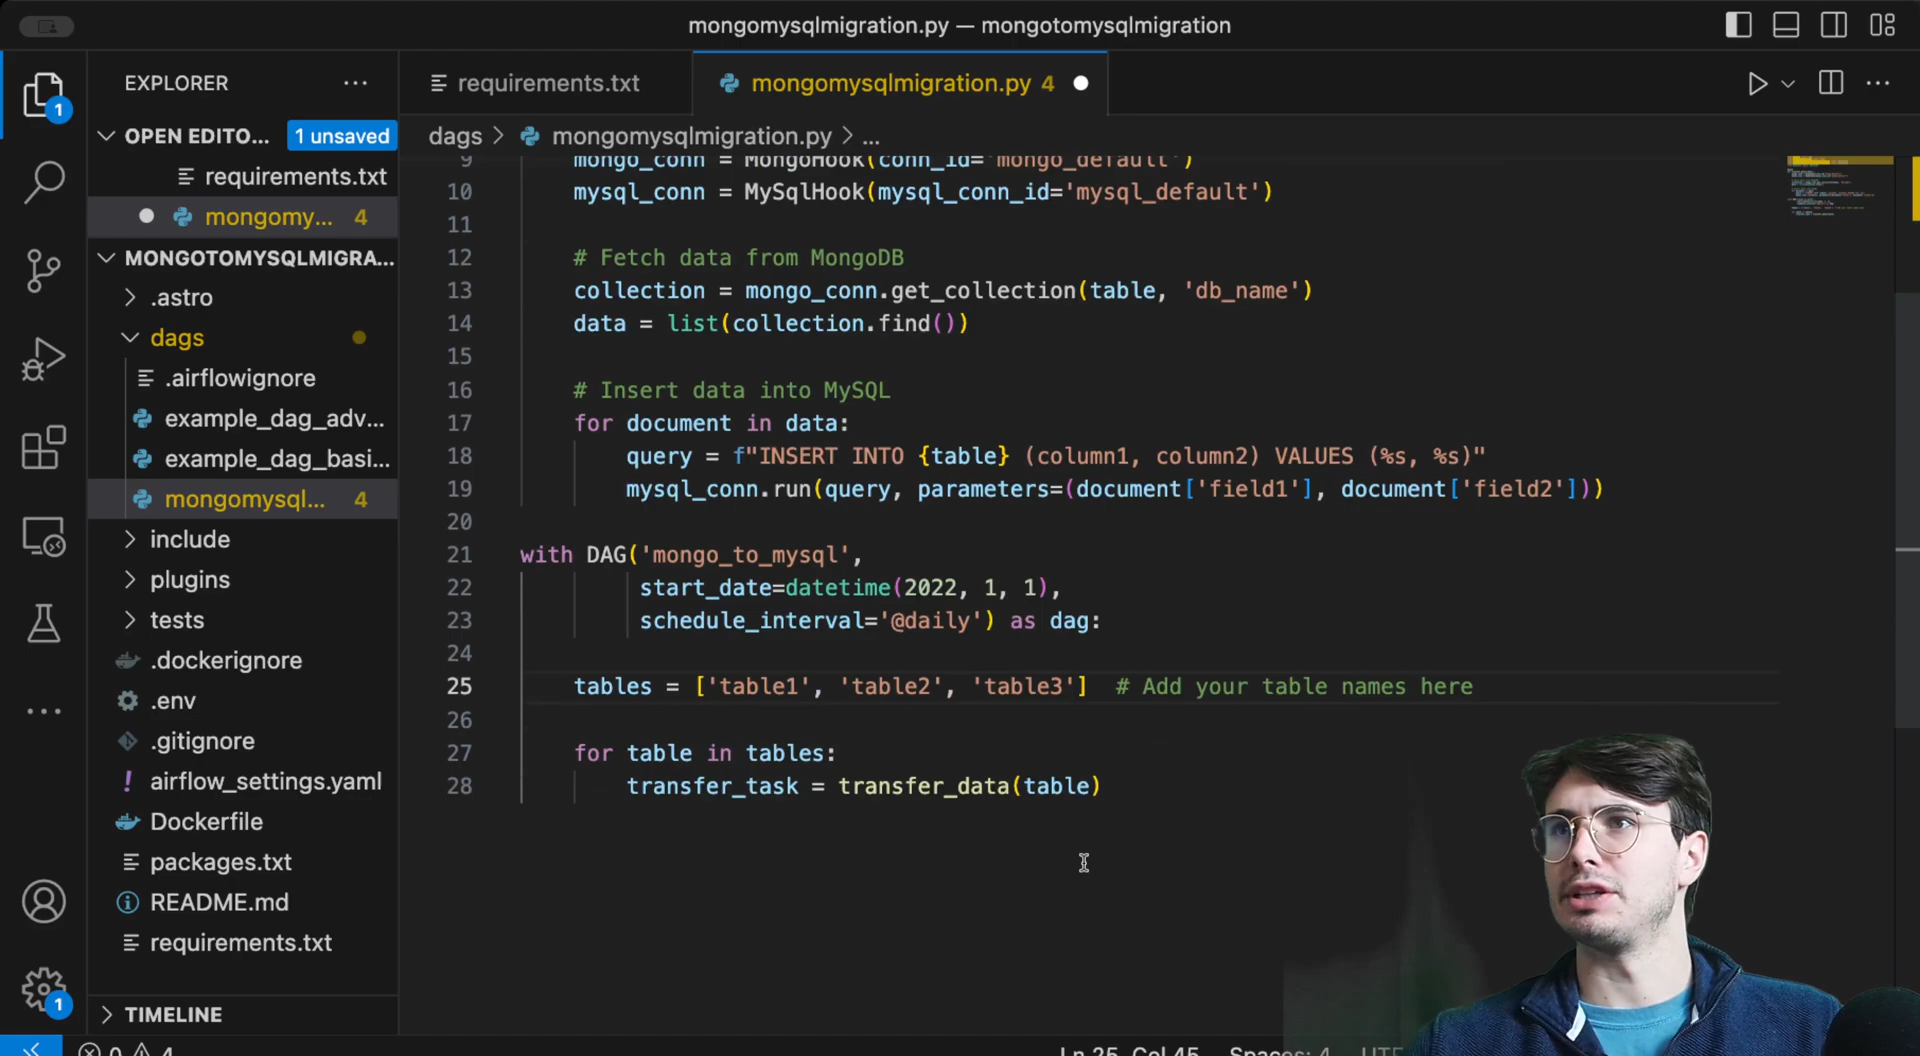 mongomysqlmigration.py — mongotomysqlmigration
EXPLORER
requirements.txt
mongomysqlmigration.py 4
1
OPEN EDITO... 1 unsaved
requirements.txt
mongomy... 4
MONGOTOMYSQLMIGRA...
.astro
dags
.airflowignore
example_dag_adv...
example_dag_basi...
mongomysql... 4
include
plugins
tests
.dockerignore
.env
.gitignore
airflow_settings.yaml
Dockerfile
packages.txt
README.md
requirements.txt
1
TIMELINE
dags > mongomysqlmigration.py > ...
9 mongo_conn = MongoHook(conn_id='mongo_default')
10 mysql_conn = MySqlHook(mysql_conn_id='mysql_default')
11
12 # Fetch data from MongoDB
13 collection = mongo_conn.get_collection(table, 'db_name')
14 data = list(collection.find())
15
16 # Insert data into MySQL
17 for document in data:
18 query = f"INSERT INTO {table} (column1, column2) VALUES (%s, %s)"
19 mysql_conn.run(query, parameters=(document['field1'], document['field2']))
20
21 with DAG('mongo_to_mysql',
22 start_date=datetime(2022, 1, 1),
23 schedule_interval='@daily') as dag:
24
25 tables = ['table1', 'table2', 'table3'] # Add your table names here
26
27 for table in tables:
28 transfer_task = transfer_data(table)
0 4
Ln 25, Col 45 Spaces: 4 UTF